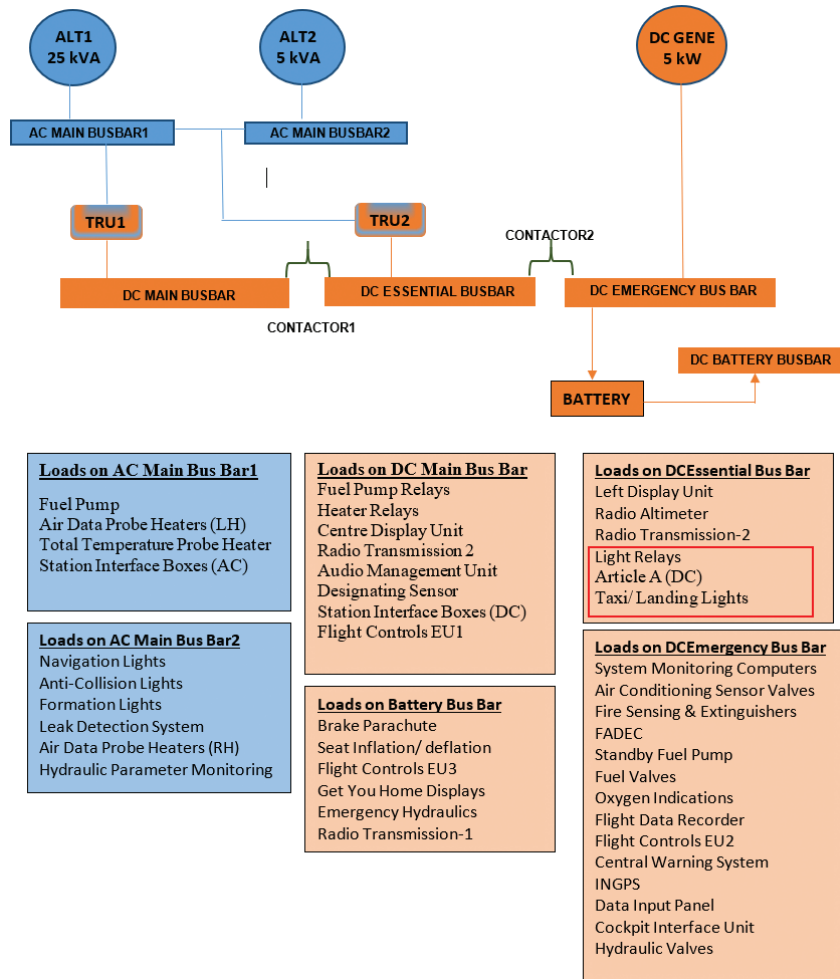 ALT1
25 kVA
ALT2
5 kVA
DC GENE
5 kW
AC MAIN BUSBAR1
AC MAIN BUSBAR2
TRU1
TRU2
CONTACTOR2
DC MAIN BUSBAR
DC ESSENTIAL BUSBAR
DC EMERGENCY BUS BAR
CONTACTOR1
DC BATTERY BUSBAR
BATTERY
Loads on AC Main Bus Bar1
Fuel Pump
Air Data Probe Heaters (LH)
Total Temperature Probe Heater
Station Interface Boxes (AC)
Loads on AC Main Bus Bar2
Navigation Lights
Anti-Collision Lights
Formation Lights
Leak Detection System
Air Data Probe Heaters (RH)
Hydraulic Parameter Monitoring
Loads on DC Main Bus Bar
Fuel Pump Relays
Heater Relays
Centre Display Unit
Radio Transmission 2
Audio Management Unit
Designating Sensor
Station Interface Boxes (DC)
Flight Controls EU1
Loads on Battery Bus Bar
Brake Parachute
Seat Inflation/ deflation
Flight Controls EU3
Get You Home Displays
Emergency Hydraulics
Radio Transmission-1
Loads on DCEssential Bus Bar
Left Display Unit
Radio Altimeter
Radio Transmission-2
Light Relays
Article A (DC)
Taxi/ Landing Lights
Loads on DCEmergency Bus Bar
System Monitoring Computers
Air Conditioning Sensor Valves
Fire Sensing & Extinguishers
FADEC
Standby Fuel Pump
Fuel Valves
Oxygen Indications
Flight Data Recorder
Flight Controls EU2
Central Warning System
INGPS
Data Input Panel
Cockpit Interface Unit
Hydraulic Valves